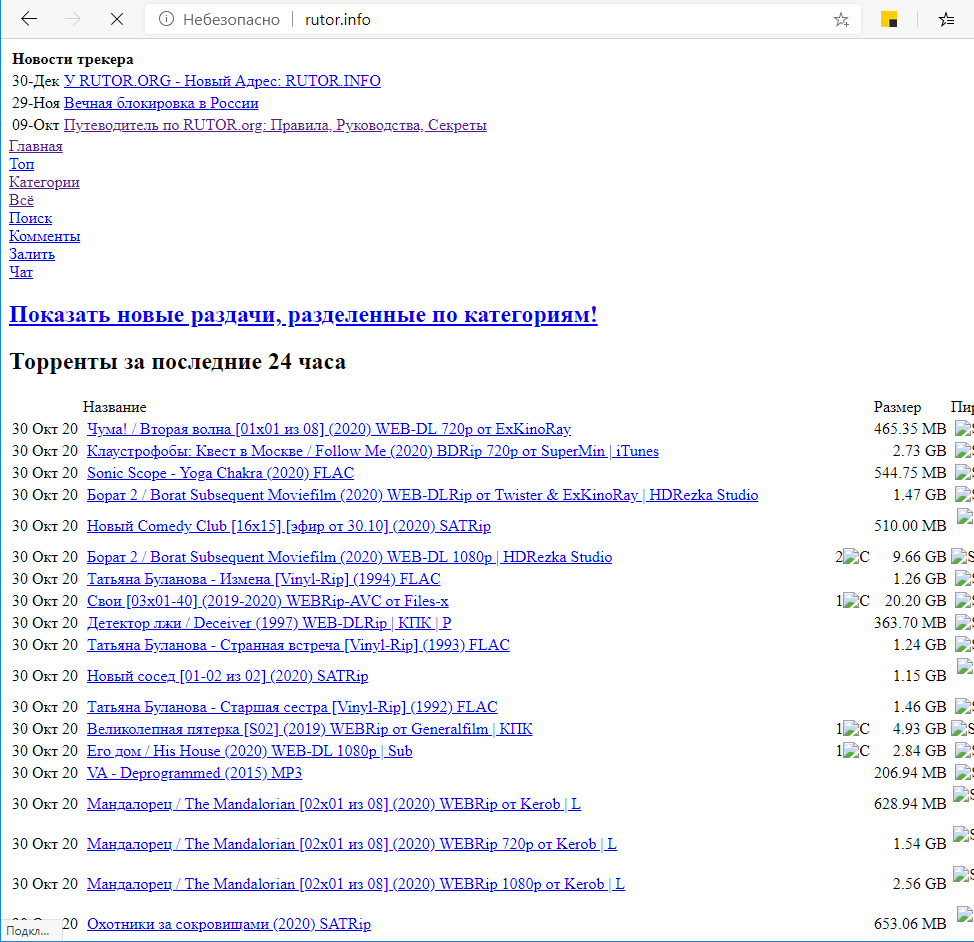 Небезопасно | rutor.info
Новости трекера
30-Дек У RUTOR.ORG - Новый Адрес: RUTOR.INFO
29-Ноя Вечная блокировка в России
09-Окт Путеводитель по RUTOR.org: Правила, Руководства, Секреты
Главная
Топ
Категории
Всё
Поиск
Комменты
Залить
Чат
Показать новые раздачи, разделенные по категориям!
Торренты за последние 24 часа
Название Размер Пир
30 Окт 20 Чума! / Вторая волна [01x01 из 08] (2020) WEB-DL 720p от ExKinoRay 465.35 MB
30 Окт 20 Клаустрофобы: Квест в Москве / Follow Me (2020) BDRip 720p от SuperMin | iTunes 2.73 GB
30 Окт 20 Sonic Scope - Yoga Chakra (2020) FLAC 544.75 MB
30 Окт 20 Борат 2 / Borat Subsequent Moviefilm (2020) WEB-DLRip от Twister & ExKinoRay | HDRezka Studio 1.47 GB
30 Окт 20 Новый Comedy Club [16x15] [эфир от 30.10] (2020) SATRip 510.00 MB
30 Окт 20 Борат 2 / Borat Subsequent Moviefilm (2020) WEB-DL 1080p | HDRezka Studio 2 C 9.66 GB
30 Окт 20 Татьяна Буланова - Измена [Vinyl-Rip] (1994) FLAC 1.26 GB
30 Окт 20 Свои [03x01-40] (2019-2020) WEBRip-AVC от Files-x 1 C 20.20 GB
30 Окт 20 Детектор лжи / Deceiver (1997) WEB-DLRip | КПК | P 363.70 MB
30 Окт 20 Татьяна Буланова - Странная встреча [Vinyl-Rip] (1993) FLAC 1.24 GB
30 Окт 20 Новый сосед [01-02 из 02] (2020) SATRip 1.15 GB
30 Окт 20 Татьяна Буланова - Старшая сестра [Vinyl-Rip] (1992) FLAC 1.46 GB
30 Окт 20 Великолепная пятерка [S02] (2019) WEBRip от Generalfilm | КПК 1 C 4.93 GB
30 Окт 20 Его дом / His House (2020) WEB-DL 1080p | Sub 1 C 2.84 GB
30 Окт 20 VA - Deprogrammed (2015) MP3 206.94 MB
30 Окт 20 Мандалорец / The Mandalorian [02x01 из 08] (2020) WEBRip от Kerob | L 628.94 MB
30 Окт 20 Мандалорец / The Mandalorian [02x01 из 08] (2020) WEBRip 720p от Kerob | L 1.54 GB
30 Окт 20 Мандалорец / The Mandalorian [02x01 из 08] (2020) WEBRip 1080p от Kerob | L 2.56 GB
20 Охотники за сокровищами (2020) SATRip 653.06 MB
Подкл...